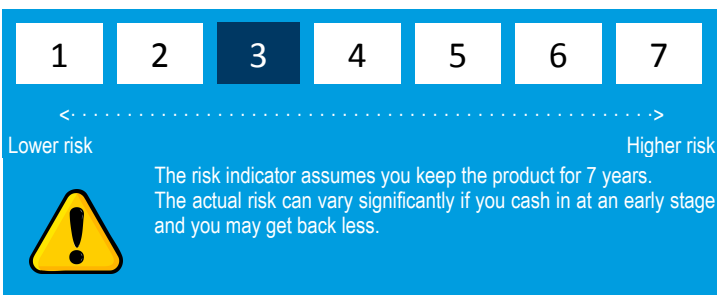 1 2 3 4 5 6 7
<· · · · · · · · · · · · · · · · · · · · · · · · · · · · · · · · · · · · · · · · · · · · · · · · · · · ·>
Lower risk Higher risk
The risk indicator assumes you keep the product for 7 years.
The actual risk can vary significantly if you cash in at an early stage
and you may get back less.
!